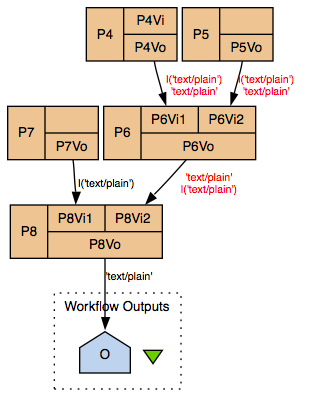 P4
P4Vi
P4Vo
P5
P5Vo
l('text/plain')
'text/plain'
l('text/plain')
'text/plain'
P7
P7Vo
P6
P6Vi1
P6Vi2
P6Vo
l('text/plain')
'text/plain'
l('text/plain')
P8
P8Vi1
P8Vi2
P8Vo
'text/plain'
Workflow Outputs
O